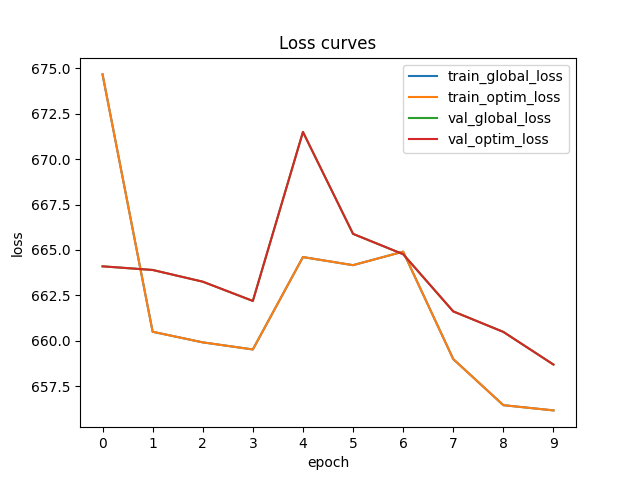 Loss curves
675.0
672.5
670.0
667.5
665.0
662.5
660.0
657.5
loss
train_global_loss
train_optim_loss
val_global_loss
val_optim_loss
0 1 2 3 4 5 6 7 8 9
epoch